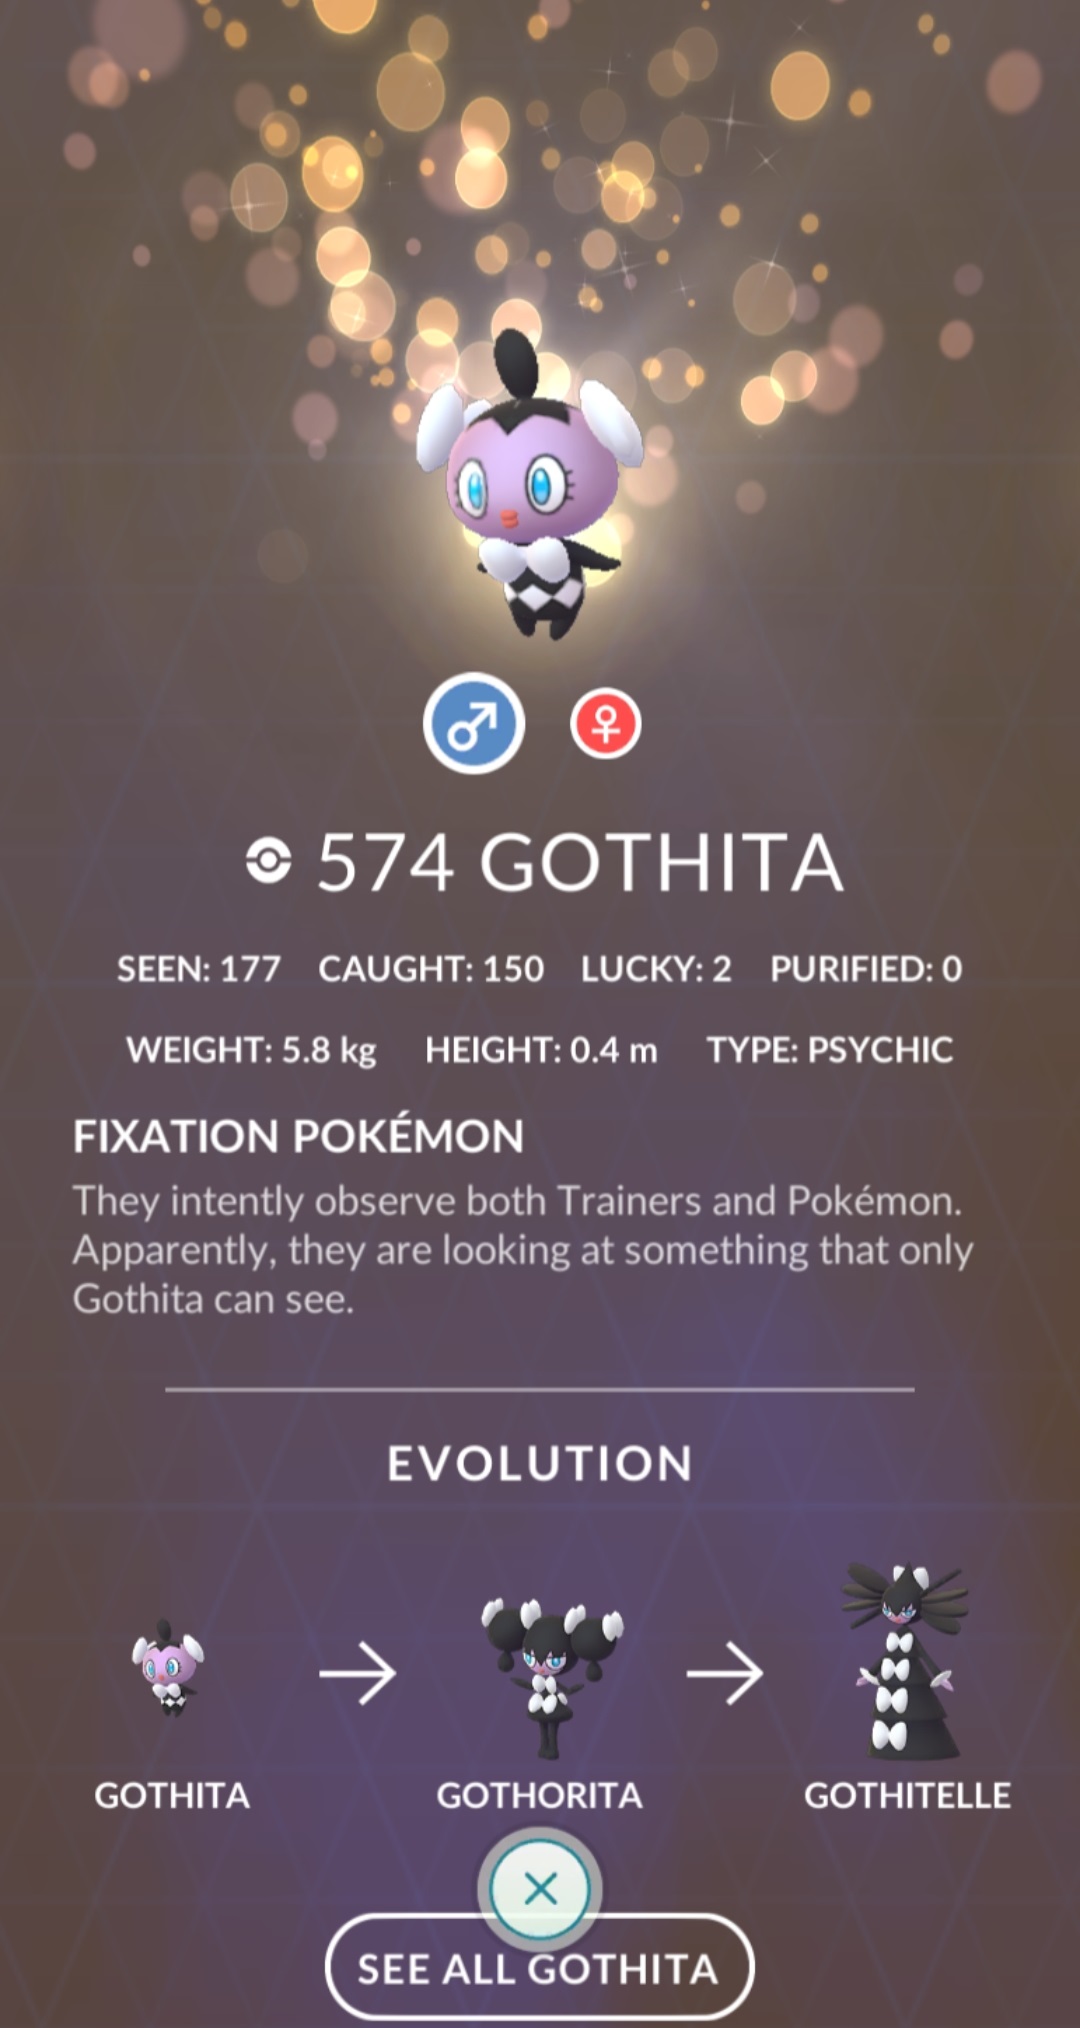 574 GOTHITA
SEEN: 177 CAUGHT: 150 LUCKY: 2 PURIFIED: 0
WEIGHT: 5.8 kg HEIGHT: 0.4 m TYPE: PSYCHIC
FIXATION POKÉMON
They intently observe both Trainers and Pokémon.
Apparently, they are looking at something that only
Gothita can see.
EVOLUTION
GOTHITA GOTHORITA GOTHITELLE
SEE ALL GOTHITA